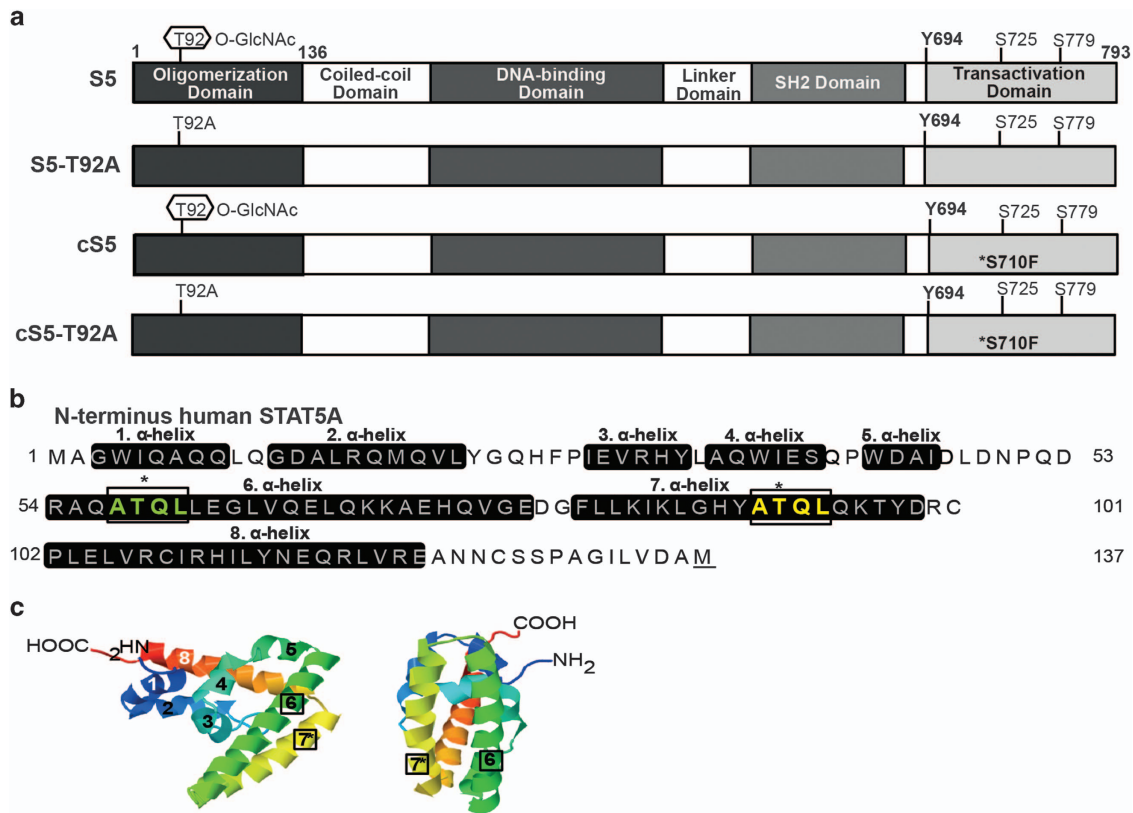 a
T92 O-GlcNAc
1 136 Y694 S725 S779 793
S5 Oligomerization Domain Coiled-coil Domain DNA-binding Domain Linker Domain SH2 Domain Transactivation Domain
T92A Y694 S725 S779
S5-T92A
T92 O-GlcNAc Y694 S725 S779
cS5 *S710F
T92A Y694 S725 S779
cS5-T92A *S710F
b
N-terminus human STAT5A
1. α-helix 2. α-helix 3. α-helix 4. α-helix 5. α-helix
1 MAGWIQAQQLQGDALRQMQVLYGQHFPIEVRHYLAQWIESQPWDAIDLDNPQD 53
* 6. α-helix 7. α-helix *
54 RAQATQLLEGLVQELQKKAEHQVGEDGFLLKIKLGHYATQLQKTYDRC 101
8. α-helix
102 PLELVRCIRHILYNEQRLVREANNCSSPAGILVDAM 137
c
HOOC 2HN 8 5 1 4 2 3 6 7*
COOH
NH2
7* 6